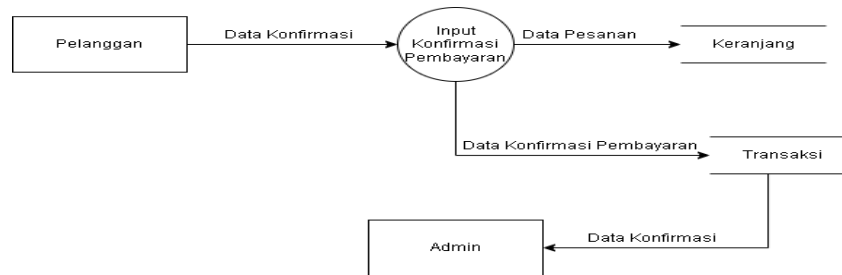 Pelanggan
Data Konfirmasi
Input
Konfirmasi
Pembayaran
Data Pesanan
Keranjang
Data Konfirmasi Pembayaran
Transaksi
Admin
Data Konfirmasi